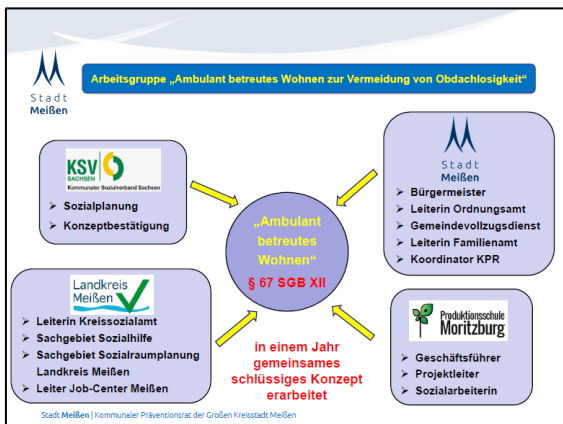 Stadt
Meißen
Arbeitsgruppe „Ambulant betreutes Wohnen zur Vermeidung von Obdachlosigkeit“
KSV
SACHSEN
Kommunaler Sozialverband Sachsen
Sozialplanung
Konzeptbestätigung
Stadt
Meißen
Bürgermeister
Leiterin Ordnungsamt
Gemeindevollzugsdienst
Leiterin Familienamt
Koordinator KPR
„Ambulant
betreutes
Wohnen“
§ 67 SGB XII
Landkreis
Meißen
Leiterin Kreissozialamt
Sachgebiet Sozialhilfe
Sachgebiet Sozialraumplanung
Landkreis Meißen
Leiter Job-Center Meißen
Produktionsschule
Moritzburg
Geschäftsführer
Projektleiter
Sozialarbeiterin
in einem Jahr
gemeinsames
schlüssiges Konzept
erarbeitet
Stadt Meißen | Kommunaler Präventionsrat der Großen Kreisstadt Meißen